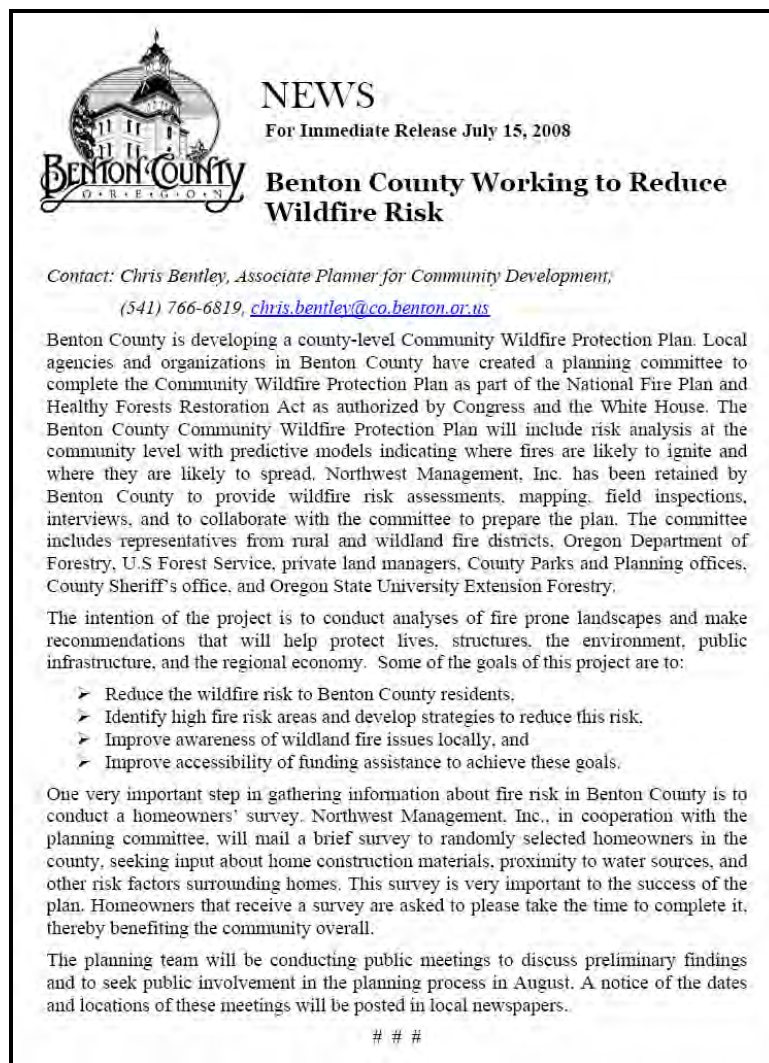 NEWS
For Immediate Release July 15, 2008
BENTON COUNTY
O•R•E•G•O•N
Benton County Working to Reduce
Wildfire Risk
Contact: Chris Bentley, Associate Planner for Community Development,
(541) 766-6819, chris.bentley@co.benton.or.us
Benton County is developing a county-level Community Wildfire Protection Plan. Local
agencies and organizations in Benton County have created a planning committee to
complete the Community Wildfire Protection Plan as part of the National Fire Plan and
Healthy Forests Restoration Act as authorized by Congress and the White House. The
Benton County Community Wildfire Protection Plan will include risk analysis at the
community level with predictive models indicating where fires are likely to ignite and
where they are likely to spread. Northwest Management, Inc. has been retained by
Benton County to provide wildfire risk assessments, mapping, field inspections,
interviews, and to collaborate with the committee to prepare the plan. The committee
includes representatives from rural and wildland fire districts, Oregon Department of
Forestry, U.S Forest Service, private land managers, County Parks and Planning offices,
County Sheriff's office, and Oregon State University Extension Forestry.
The intention of the project is to conduct analyses of fire prone landscapes and make
recommendations that will help protect lives, structures, the environment, public
infrastructure, and the regional economy. Some of the goals of this project are to:
➢ Reduce the wildfire risk to Benton County residents,
➢ Identify high fire risk areas and develop strategies to reduce this risk,
➢ Improve awareness of wildland fire issues locally, and
➢ Improve accessibility of funding assistance to achieve these goals.
One very important step in gathering information about fire risk in Benton County is to
conduct a homeowners' survey. Northwest Management, Inc., in cooperation with the
planning committee, will mail a brief survey to randomly selected homeowners in the
county, seeking input about home construction materials, proximity to water sources, and
other risk factors surrounding homes. This survey is very important to the success of the
plan. Homeowners that receive a survey are asked to please take the time to complete it,
thereby benefiting the community overall.
The planning team will be conducting public meetings to discuss preliminary findings
and to seek public involvement in the planning process in August. A notice of the dates
and locations of these meetings will be posted in local newspapers.
# # #